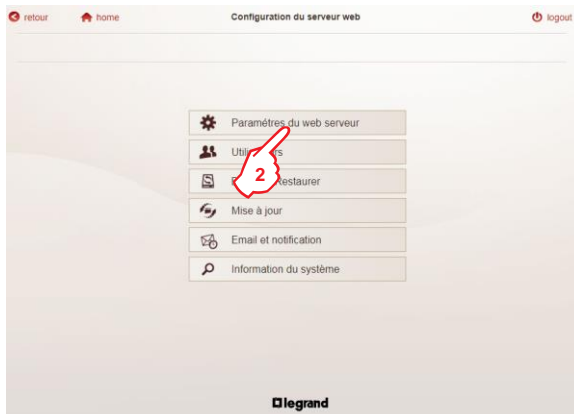 retour home Configuration du serveur web logout
Paramétres du web serveur
2
Restaurer
Mise à jour
Email et notification
Information du système
legrand